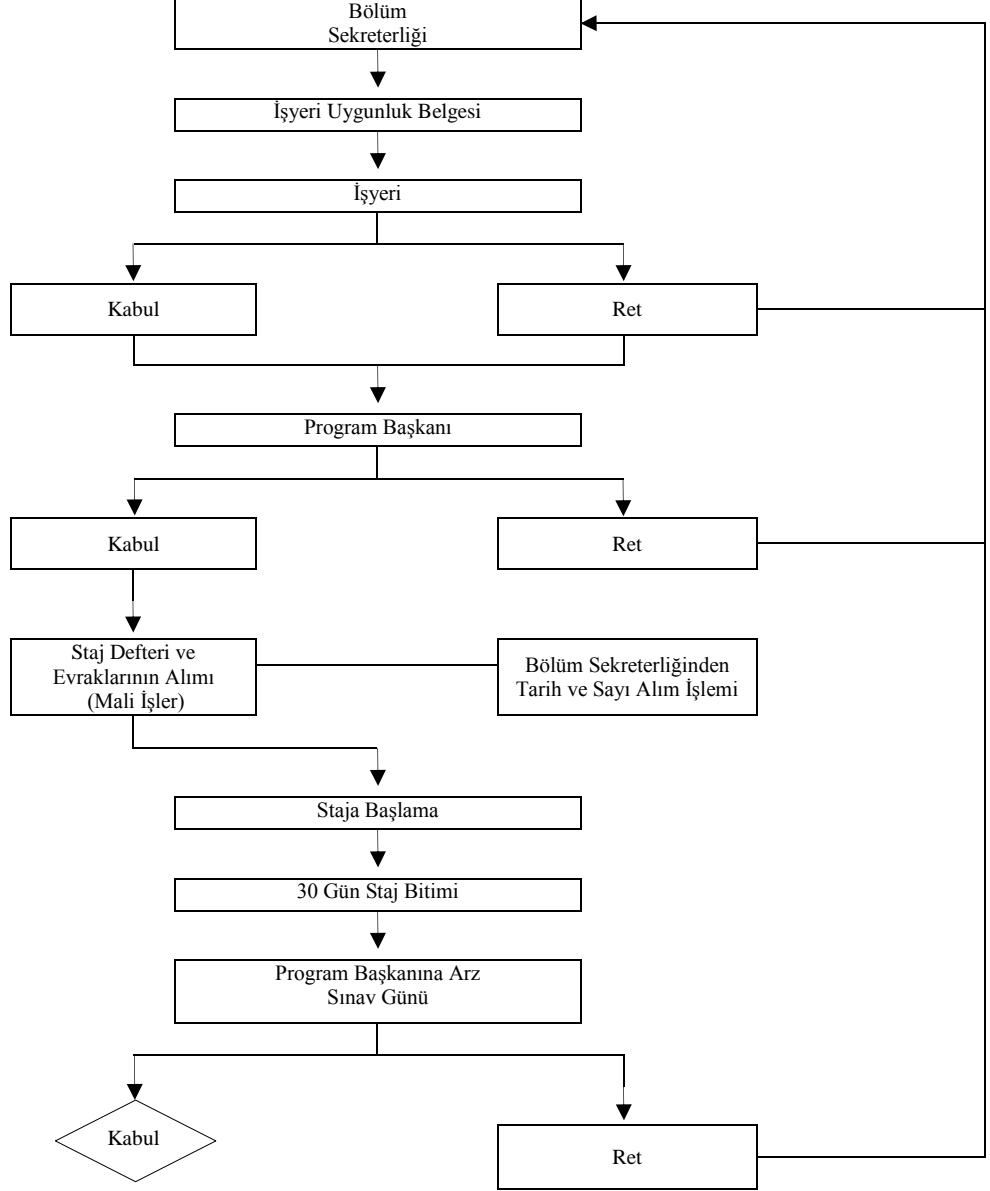 Bölüm
Sekreterliği
İşyeri Uygunluk Belgesi
İşyeri
Kabul
Ret
Program Başkanı
Kabul
Ret
Staj Defteri ve
Evraklarının Alımı
(Mali İşler)
Bölüm Sekreterliğinden
Tarih ve Sayı Alım İşlemi
Staja Başlama
30 Gün Staj Bitimi
Program Başkanına Arz
Sınav Günü
Kabul
Ret